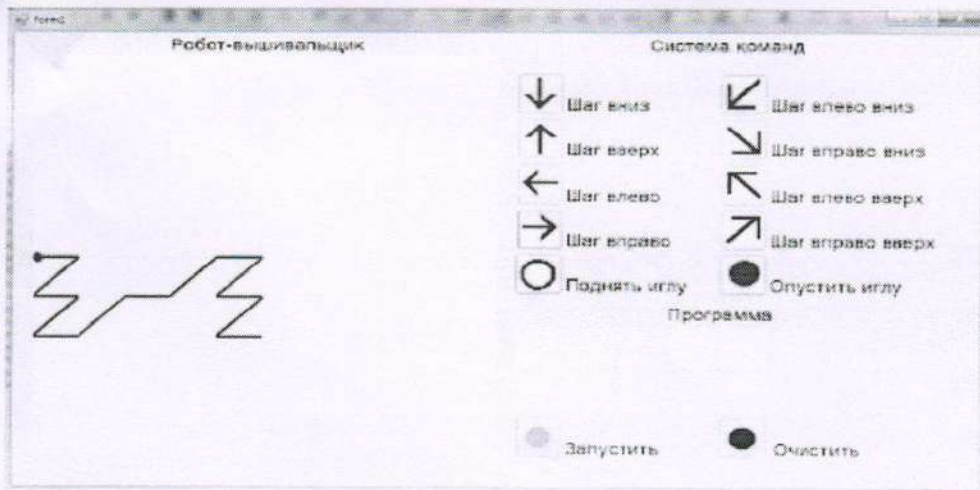 form1
Робот-вышивальщик
Система команд
Шаг вниз
Шаг влево вниз
Шаг вверх
Шаг вправо вниз
Шаг влево
Шаг влево вверх
Шаг вправо
Шаг вправо вверх
Поднять иглу
Опустить иглу
Программа
Запустить
Очистить